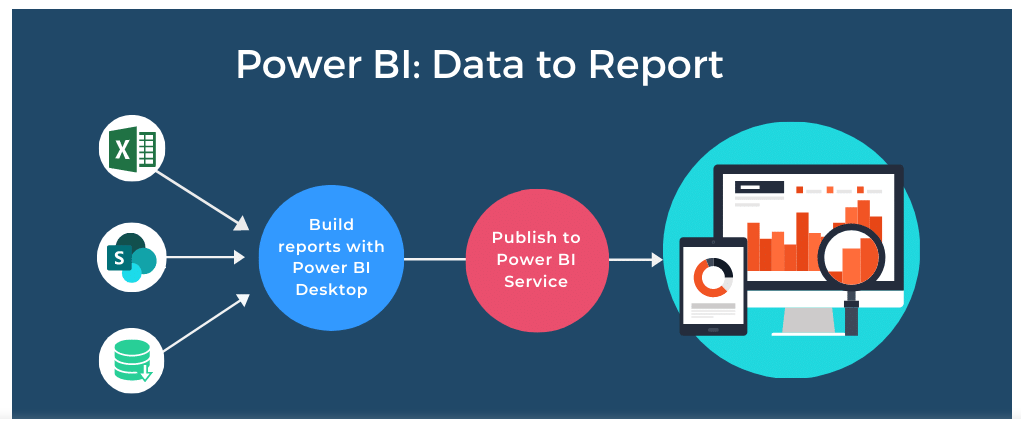 Power BI: Data to Report
X
Build
reports with
Power BI
Desktop
Publish to
Power BI
Service
S